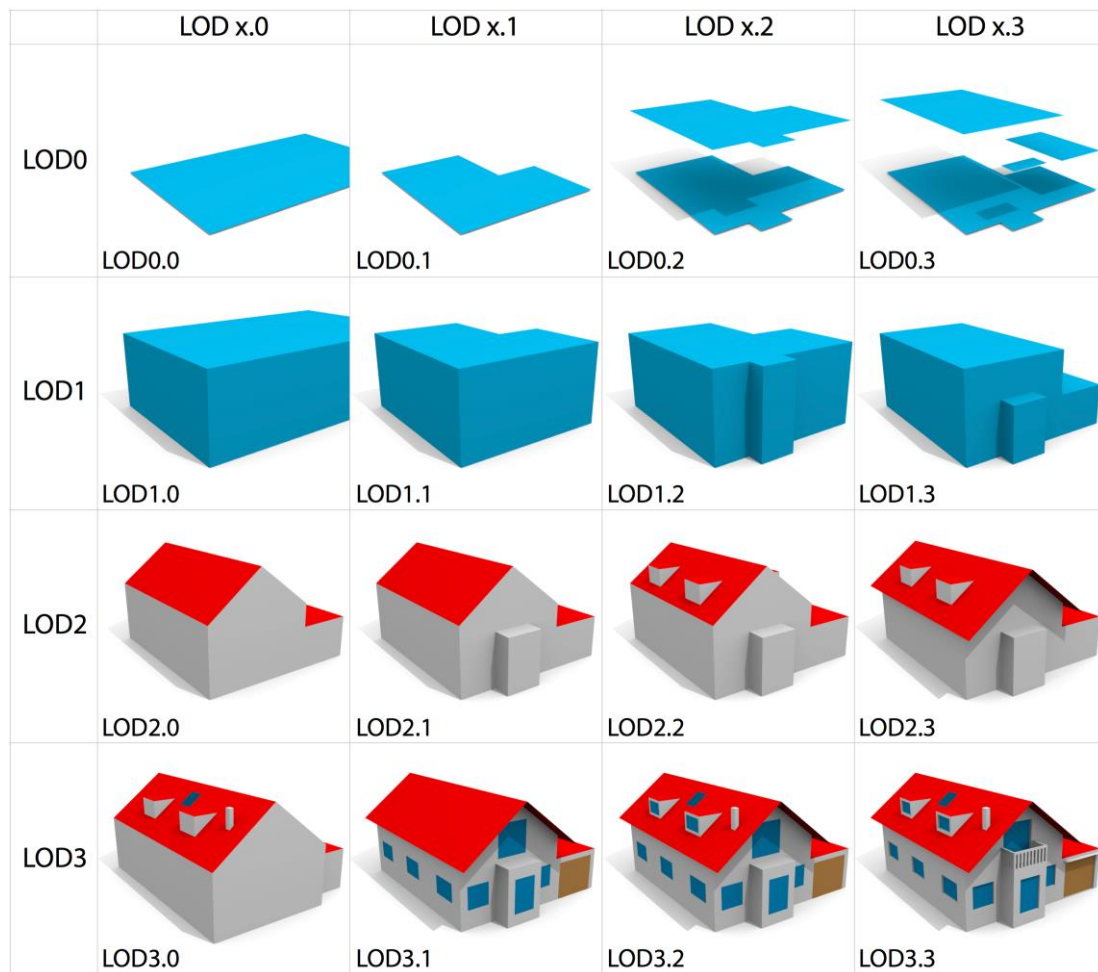 LOD x.0 LOD x.1 LOD x.2 LOD x.3
LOD0
LOD0.0 LOD0.1 LOD0.2 LOD0.3
LOD1
LOD1.0 LOD1.1 LOD1.2 LOD1.3
LOD2
LOD2.0 LOD2.1 LOD2.2 LOD2.3
LOD3
LOD3.0 LOD3.1 LOD3.2 LOD3.3